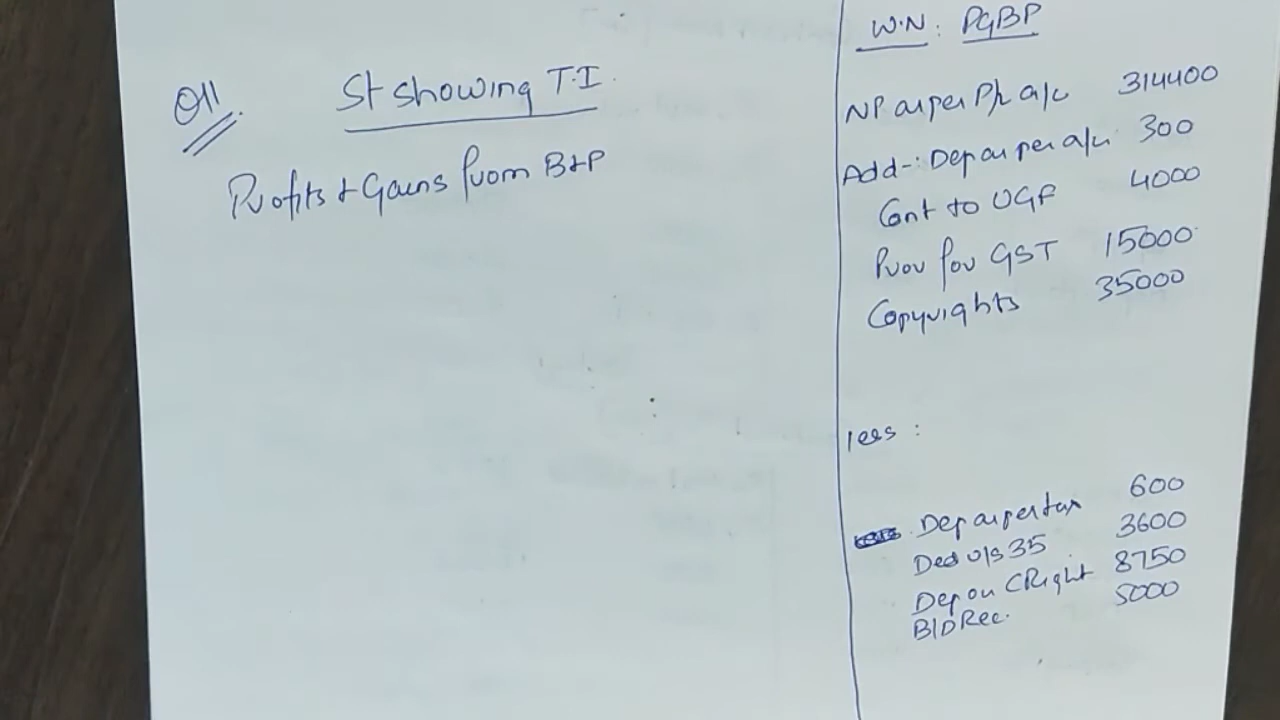 Q11.
St showing T.I.
Profits & Gains from B&P
W.N : PGBP
NP as per P/L a/c 314400
Add-: Dep as per a/c 300
Cont to UGF 4000
Prov for GST 15000
Copyrights 35000
less :
Dep as per tax 600
Ded u/s 35 3600
Dep on CRight 8750
B/D Rec. 5000